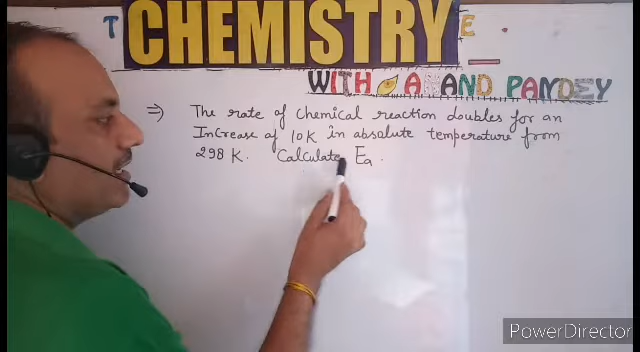 T CHEMISTRY E
WITH A AND PANDEY
⇒ The rate of chemical reaction doubles for an
Increase of 10K in absolute temperature from
298 K. Calculate Ea.
PowerDirector